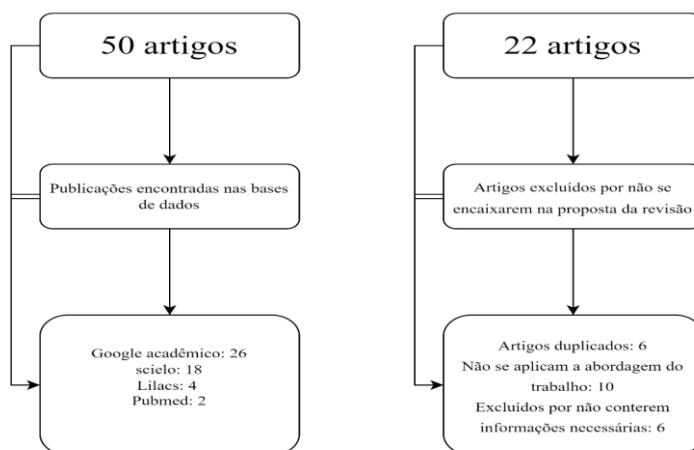 50 artigos
Publicações encontradas nas bases
de dados
Google acadêmico: 26
scielo: 18
Lilacs: 4
Pubmed: 2
22 artigos
Artigos excluídos por não se
encaixarem na proposta da revisão
Artigos duplicados: 6
Não se aplicam a abordagem do
trabalho: 10
Excluídos por não conterem
informações necessárias: 6